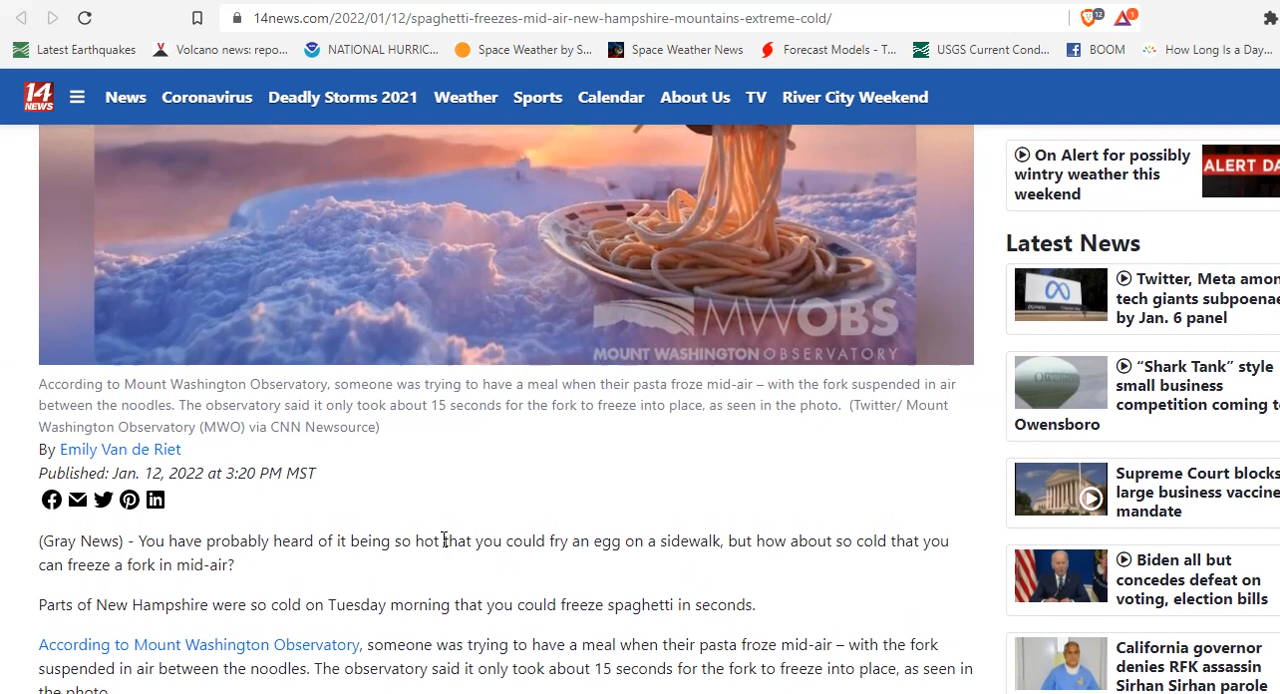 14news.com/2022/01/12/spaghetti-freezes-mid-air-new-hampshire-mountains-extreme-cold/
12
1
Latest Earthquakes
Volcano news: repo...
NATIONAL HURRIC...
Space Weather by S...
Space Weather News
Forecast Models - T...
USGS Current Cond...
BOOM
How Long Is a Day...
14 NEWS
News
Coronavirus
Deadly Storms 2021
Weather
Sports
Calendar
About Us
TV
River City Weekend
MWOBS
MOUNT WASHINGTON OBSERVATORY
According to Mount Washington Observatory, someone was trying to have a meal when their pasta froze mid-air – with the fork suspended in air
between the noodles. The observatory said it only took about 15 seconds for the fork to freeze into place, as seen in the photo. (Twitter/ Mount
Washington Observatory (MWO) via CNN Newsource)
By Emily Van de Riet
Published: Jan. 12, 2022 at 3:20 PM MST
(Gray News) - You have probably heard of it being so hot that you could fry an egg on a sidewalk, but how about so cold that you
can freeze a fork in mid-air?
Parts of New Hampshire were so cold on Tuesday morning that you could freeze spaghetti in seconds.
According to Mount Washington Observatory, someone was trying to have a meal when their pasta froze mid-air – with the fork
suspended in air between the noodles. The observatory said it only took about 15 seconds for the fork to freeze into place, as seen in
the photo.
On Alert for possibly
wintry weather this
weekend
ALERT DA
Latest News
Twitter, Meta amon
tech giants subpoenae
by Jan. 6 panel
“Shark Tank” style
small business
competition coming to
Owensboro
Supreme Court blocks
large business vaccine
mandate
Biden all but
concedes defeat on
voting, election bills
California governor
denies RFK assassin
Sirhan Sirhan parole